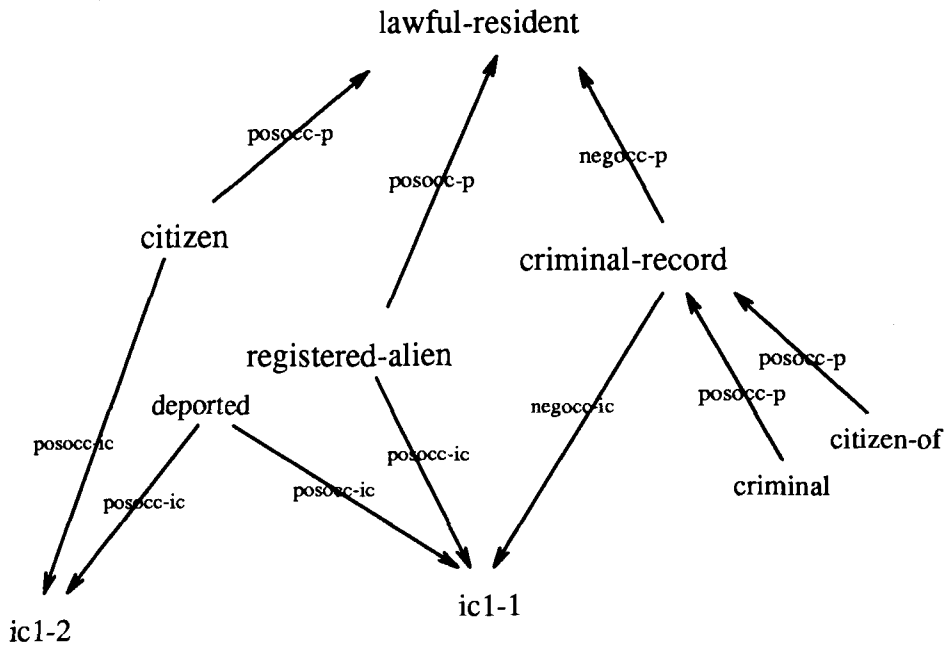 lawful-resident
posocc-p
negocc-p
posocc-p
citizen
criminal-record
registered-alien
posocc-p
deported
posocc-p
negocc-ic
citizen-of
posocc-ic
posocc-ic
criminal
posocc-ic
posocc-ic
ic1-1
ic1-2